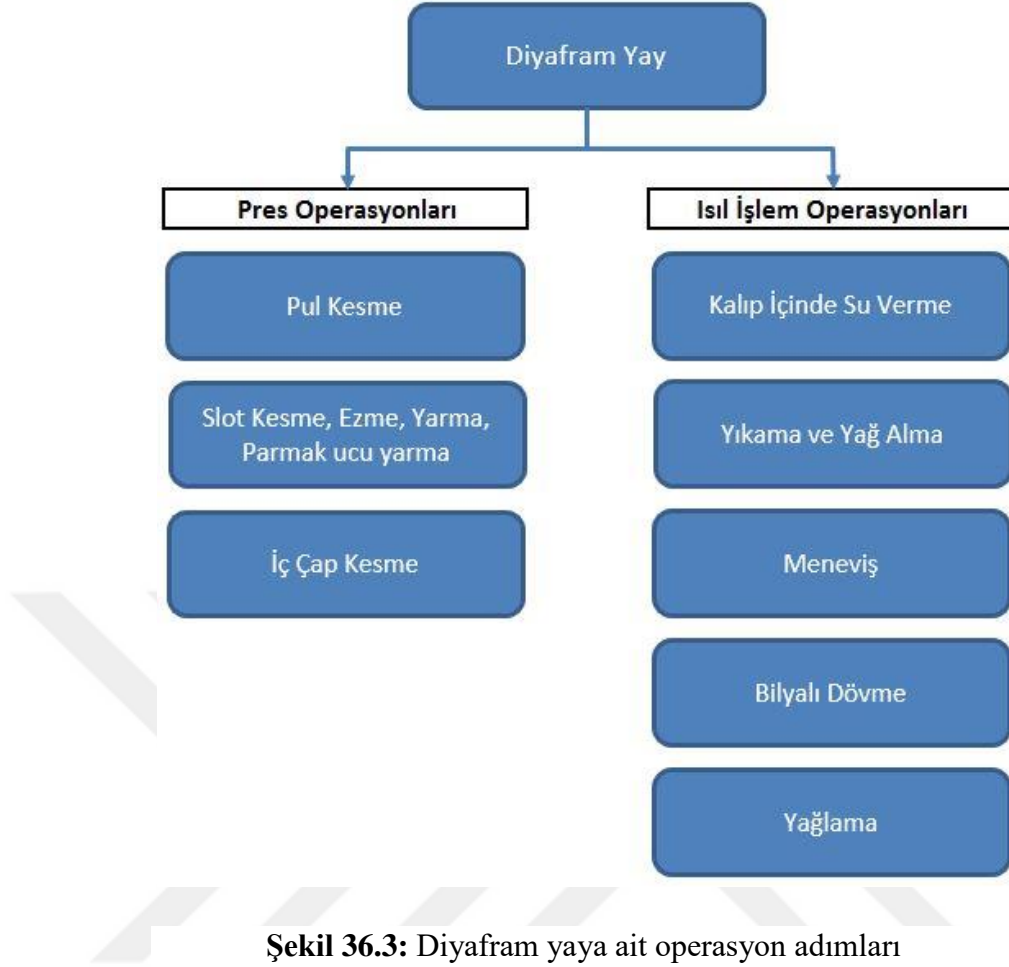 Diyafram Yay
Pres Operasyonları
Pul Kesme
Slot Kesme, Ezme, Yarma,
Parmak ucu yarma
İç Çap Kesme
Isıl İşlem Operasyonları
Kalıp İçinde Su Verme
Yıkama ve Yağ Alma
Meneviş
Bilyalı Dövme
Yağlama
Şekil 36.3: Diyafram yaya ait operasyon adımları